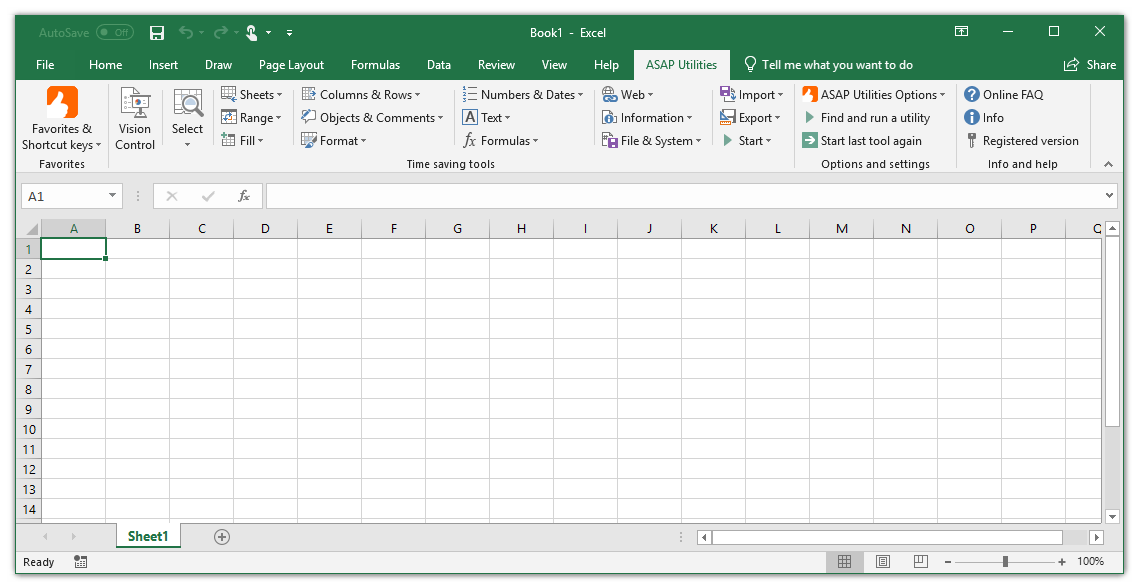 AutoSave Off Book1 - Excel
File Home Insert Draw Page Layout Formulas Data Review View Help ASAP Utilities Tell me what you want to do Share
Favorites & Shortcut keys
Favorites
Vision Control
Select
Sheets
Range
Fill
Columns & Rows
Objects & Comments
Format
Numbers & Dates
Text
Formulas
Web
Information
File & System
Import
Export
Start
Time saving tools
ASAP Utilities Options
Find and run a utility
Start last tool again
Options and settings
Online FAQ
Info
Registered version
Info and help
A1 fx
A B C D E F G H I J K L M N O P Q
1
2
3
4
5
6
7
8
9
10
11
12
13
14
Sheet1
Ready 100%